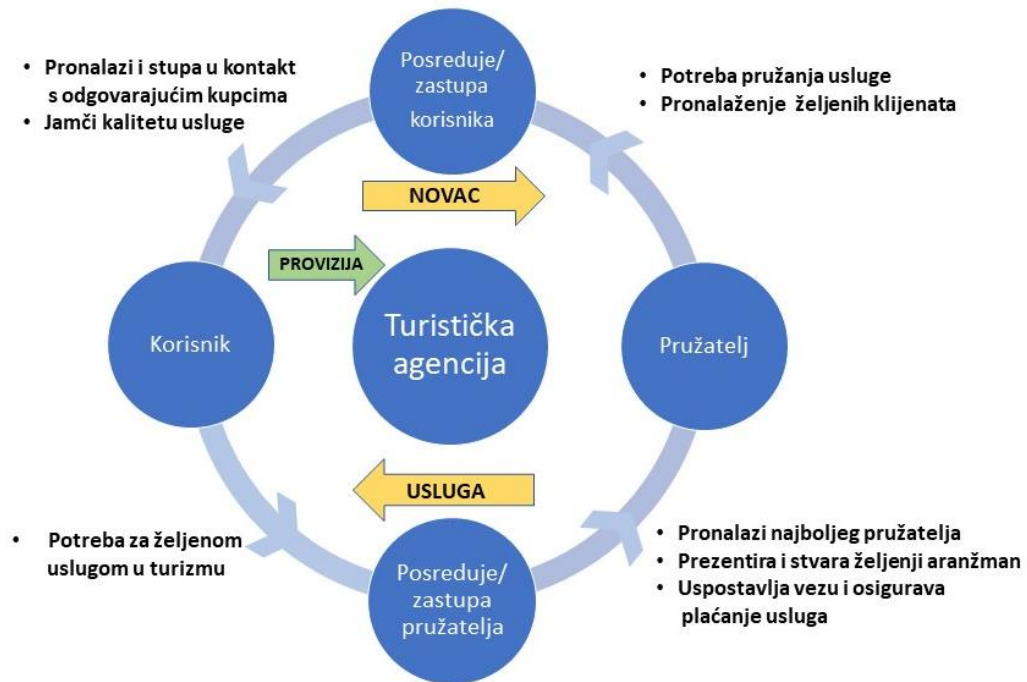 • Pronalazi i stupa u kontakt
s odgovarajućim kupcima
• Jamči kalitetu usluge
Posreduje/
zastupa
korisnika
• Potreba pružanja usluge
• Pronalaženje željenih klijenata
NOVAC
PROVIZIJA
Korisnik
Turistička
agencija
Pružatelj
USLUGA
• Potreba za željenom
uslugom u turizmu
Posreduje/
zastupa
pružatelja
• Pronalazi najboljeg pružatelja
• Prezentira i stvara željenji aranžman
• Uspostavlja vezu i osigurava
plaćanje usluga